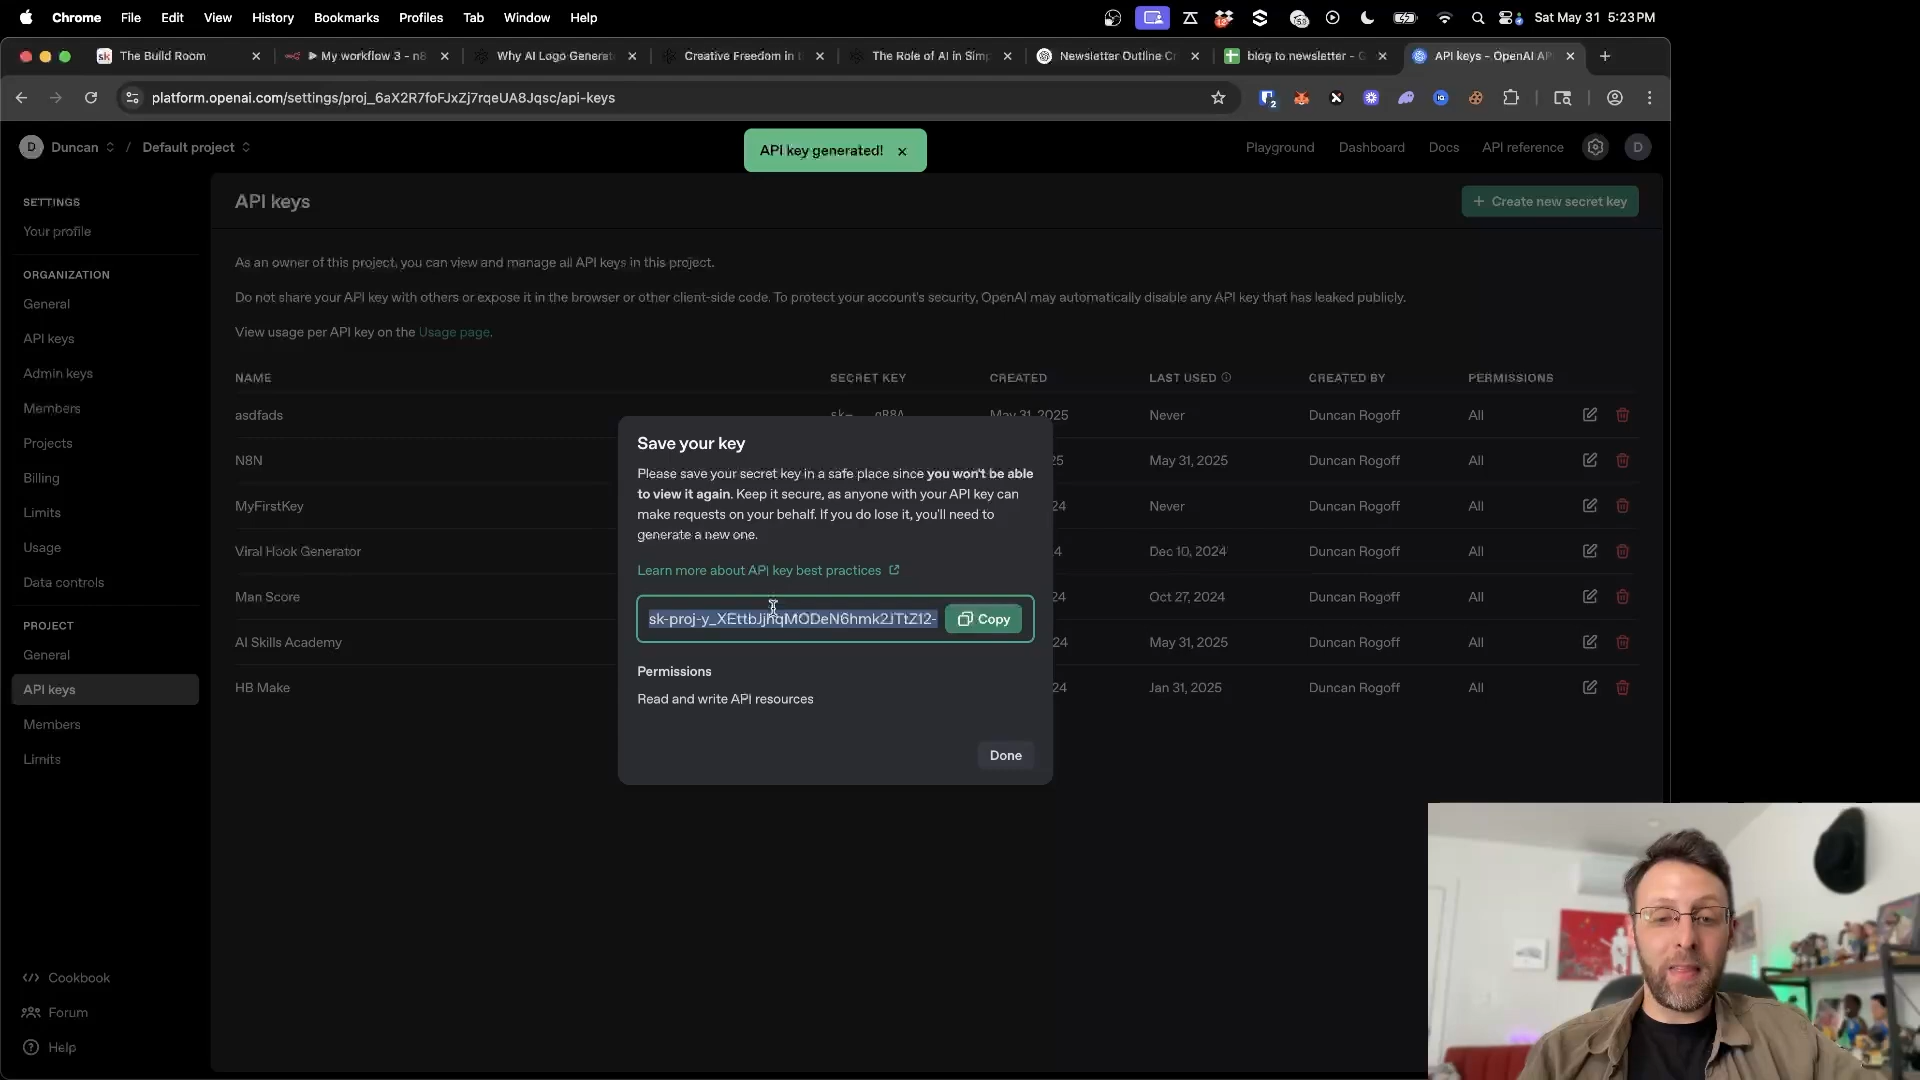 Chrome File Edit View History Bookmarks Profiles Tab Window Help Sat May 31 5:23PM
The Build Room My workflow 3 - n8 Why AI Logo Generat Creative Freedom in t The Role of AI in Simp Newsletter Outline Cr blog to newsletter - G API keys - OpenAI AP
platform.openai.com/settings/proj_6aX2R7foFJxZj7rqeUA8Jqsc/api-keys
D Duncan / Default project API key generated! Playground Dashboard Docs API reference D
SETTINGS
Your profile
ORGANIZATION
General
API keys
Admin keys
Members
Projects
Billing
Limits
Usage
Data controls
PROJECT
General
API keys
Members
Limits
Cookbook
Forum
Help
API keys + Create new secret key
As an owner of this project, you can view and manage all API keys in this project.
Do not share your API key with others or expose it in the browser or other client-side code. To protect your account's security, OpenAI may automatically disable any API key that has leaked publicly.
View usage per API key on the Usage page.
NAME SECRET KEY CREATED LAST USED CREATED BY PERMISSIONS
asdfads May 31, 2025 Never Duncan Rogoff All
N8N 25 May 31, 2025 Duncan Rogoff All
MyFirstKey 24 Never Duncan Rogoff All
Viral Hook Generator 4 Dec 10, 2024 Duncan Rogoff All
Man Score Oct 27, 2024 Duncan Rogoff All
AI Skills Academy 24 May 31, 2025 Duncan Rogoff All
HB Make 24 Jan 31, 2025 Duncan Rogoff All
Save your key
Please save your secret key in a safe place since you won't be able
to view it again. Keep it secure, as anyone with your API key can
make requests on your behalf. If you do lose it, you'll need to
generate a new one.
Learn more about API key best practices
sk-proj-y_XEttbJjhqMODeN6hmk2JTtZ12- Copy
Permissions
Read and write API resources
Done